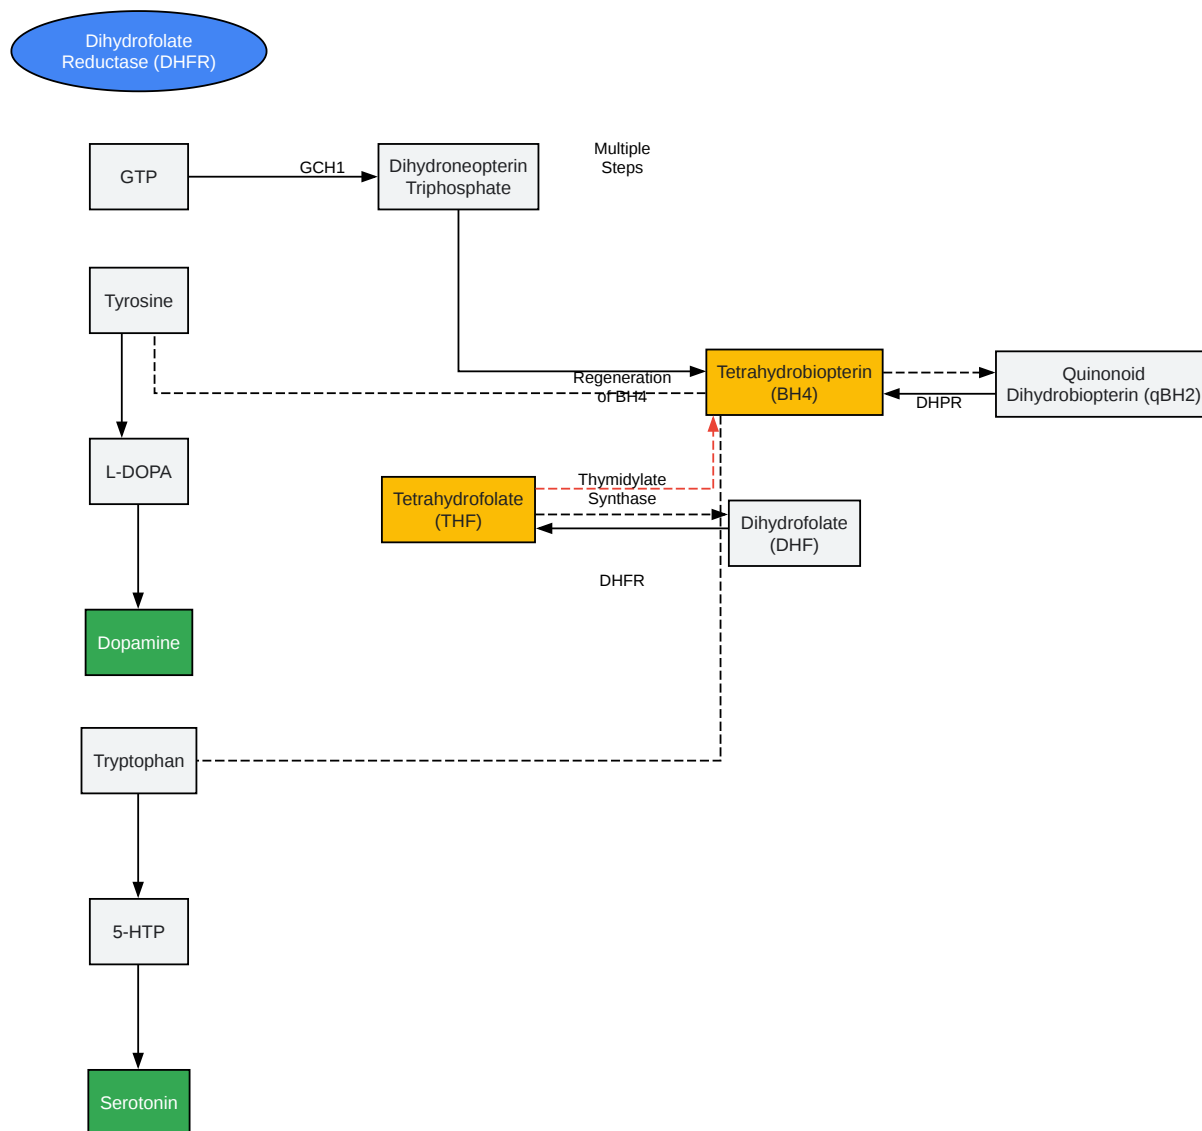 Dihydrofolate
Reductase (DHFR)
Multiple
Steps
GTP
GCH1
Dihydroneopterin
Triphosphate
Tyrosine
Regeneration
of BH4
Tetrahydrobiopterin
(BH4)
Quinonoid
Dihydrobiopterin (qBH2)
DHPR
L-DOPA
Tetrahydrofolate
(THF)
Thymidylate
Synthase
Dihydrofolate
(DHF)
DHFR
Dopamine
Tryptophan
5-HTP
Serotonin